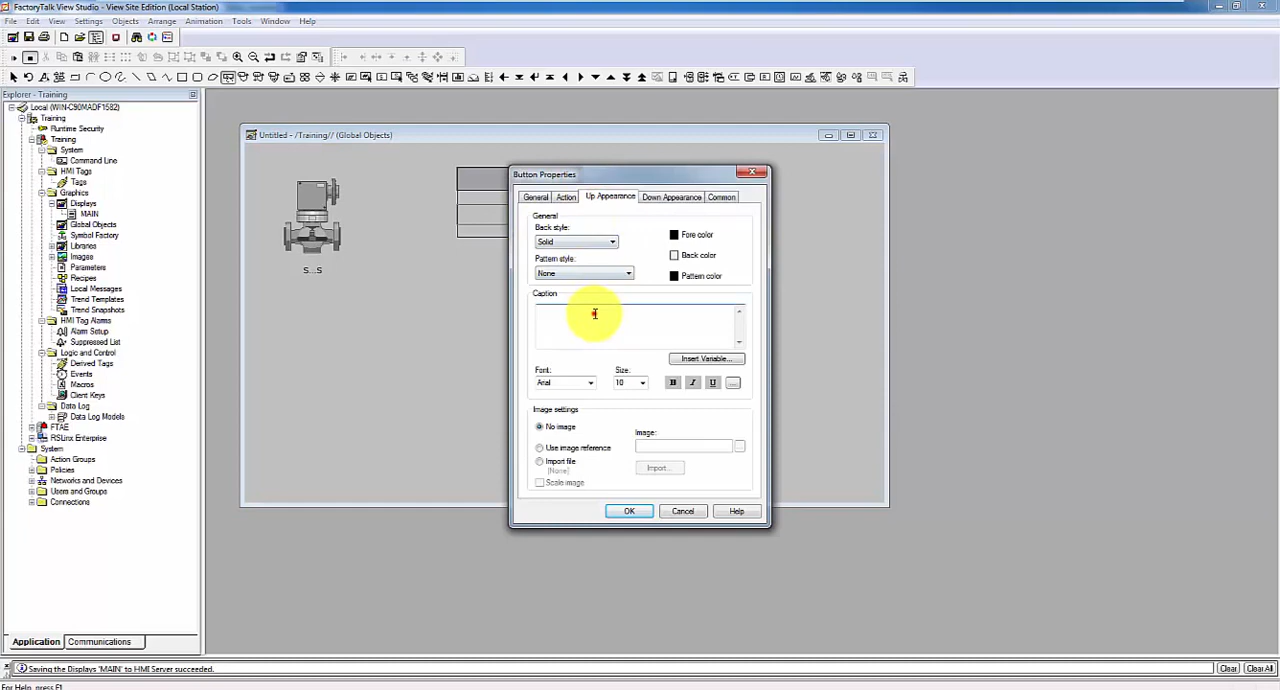 FactoryTalk View Studio - View Site Edition (Local Station)
File Edit View Settings Objects Arrange Animation Tools Window Help
Explorer - Training
Local (WIN-C90MADF1582)
Training
Runtime Security
Training
System
Command Line
HMI Tags
Tags
Graphics
Displays
MAIN
Global Objects
Symbol Factory
Libraries
Images
Parameters
Recipes
Local Messages
Trend Templates
Trend Snapshots
HMI Tag Alarms
Alarm Setup
Suppressed List
Logic and Control
Derived Tags
Events
Macros
Client Keys
Data Log
Data Log Models
FTAE
RSLinx Enterprise
System
Action Groups
Policies
Networks and Devices
Users and Groups
Connections
Application Communications
Untitled - /Training// (Global Objects)
S...S
Button Properties
General Action Up Appearance Down Appearance Common
General
Back style:
Solid
Fore color
Back color
Pattern style:
None
Pattern color
Caption
Insert Variable...
Font: Size:
Arial 10 B I U ...
Image settings
No image
Image:
Use image reference
Import file
[None]
Import...
Scale image
OK Cancel Help
Saving the Displays 'MAIN' to HMI Server succeeded.
Clear Clear All
For Help, press F1